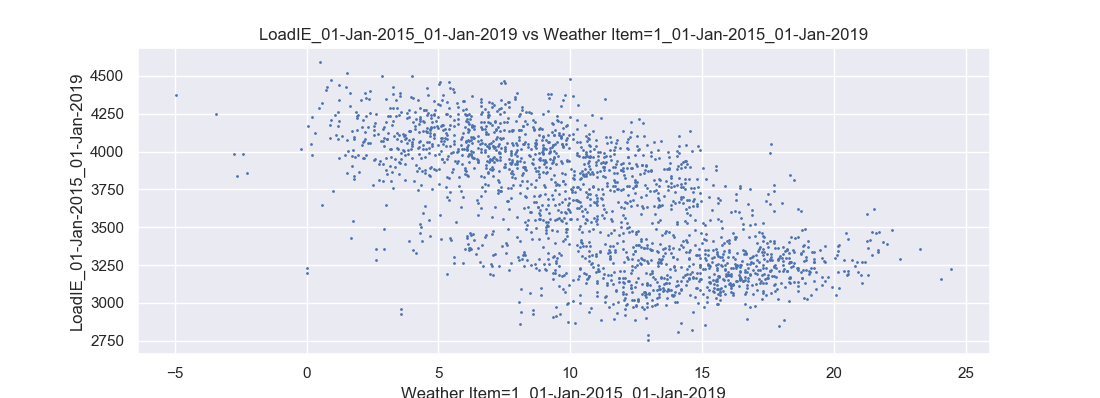 LoadIE_01-Jan-2015_01-Jan-2019 vs Weather Item=1_01-Jan-2015_01-Jan-2019
LoadIE_01-Jan-2015_01-Jan-2019
4500
4250
4000
3750
3500
3250
3000
2750
−5 0 5 10 15 20 25
Weather Item=1_01-Jan-2015_01-Jan-2019